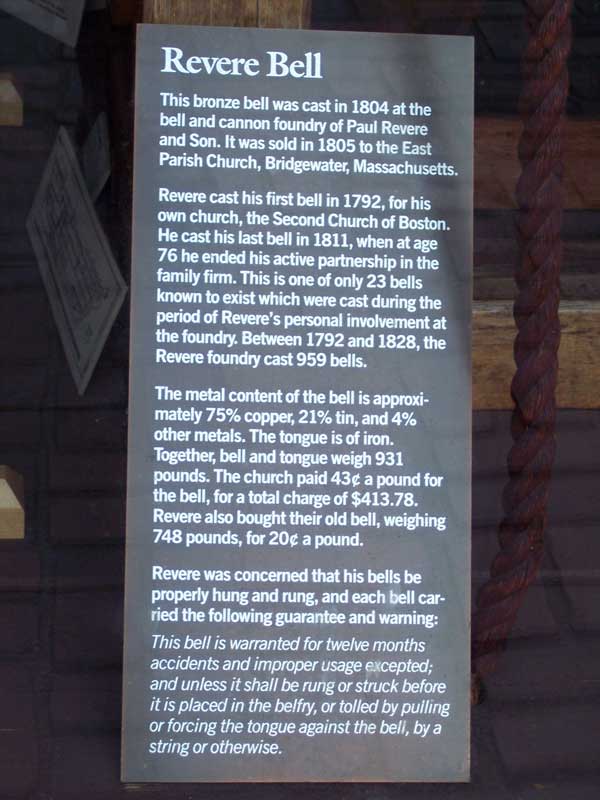 Revere Bell
This bronze bell was cast in 1804 at the
bell and cannon foundry of Paul Revere
and Son. It was sold in 1805 to the East
Parish Church, Bridgewater, Massachusetts.
Revere cast his first bell in 1792, for his
own church, the Second Church of Boston.
He cast his last bell in 1811, when at age
76 he ended his active partnership in the
family firm. This is one of only 23 bells
known to exist which were cast during the
period of Revere's personal involvement at
the foundry. Between 1792 and 1828, the
Revere foundry cast 959 bells.
The metal content of the bell is approxi-
mately 75% copper, 21% tin, and 4%
other metals. The tongue is of iron.
Together, bell and tongue weigh 931
pounds. The church paid 43¢ a pound for
the bell, for a total charge of $413.78.
Revere also bought their old bell, weighing
748 pounds, for 20¢ a pound.
Revere was concerned that his bells be
properly hung and rung, and each bell car-
ried the following guarantee and warning:
This bell is warranted for twelve months
accidents and improper usage excepted;
and unless it shall be rung or struck before
it is placed in the belfry, or tolled by pulling
or forcing the tongue against the bell, by a
string or otherwise.